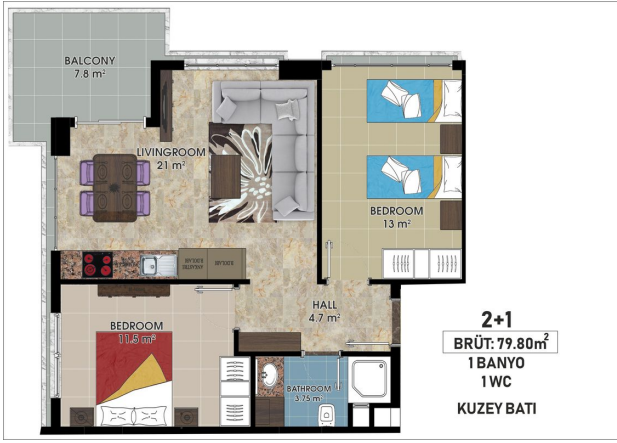 BALCONY
7.8 m²
LIVINGROOM
21 m²
BEDROOM
13 m²
HALL
4.7 m²
BEDROOM
11.5 m²
BATHROOM
3.75 m²
2+1
BRÜT: 79.80m²
1 BANYO
1 WC
KUZEY BATI